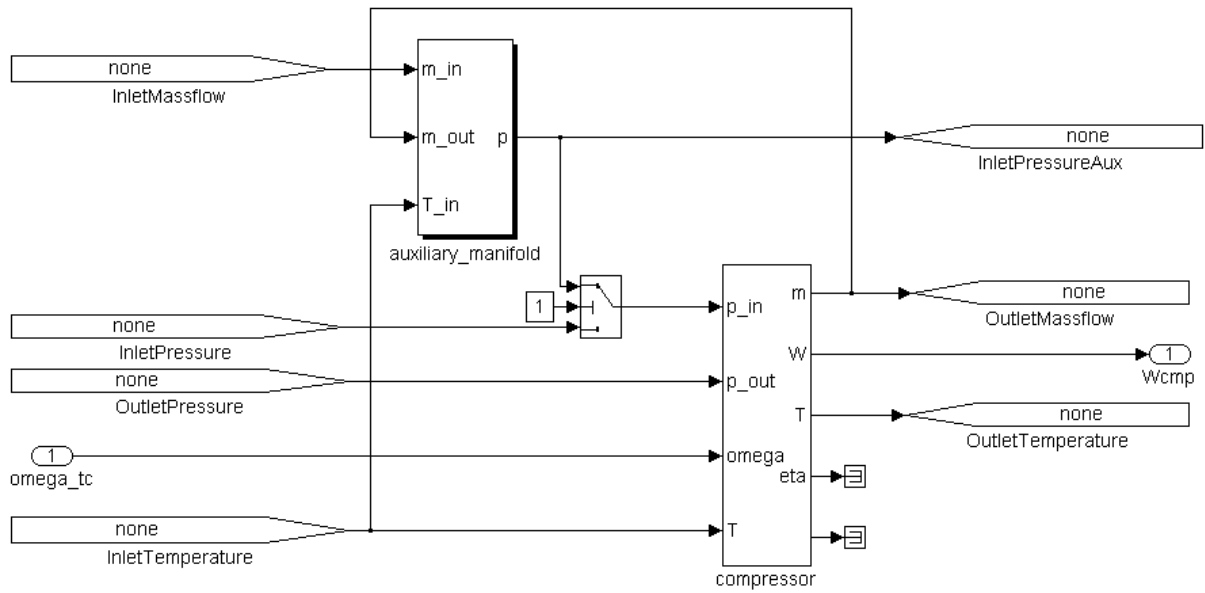 none
InletMassflow
m_in
m_out
p
T_in
auxiliary_manifold
none
InletPressureAux
1
none
InletPressure
none
OutletPressure
1
omega_tc
none
InletTemperature
p_in
p_out
omega
T
m
W
T
eta
compressor
none
OutletMassflow
1
Wcmp
none
OutletTemperature